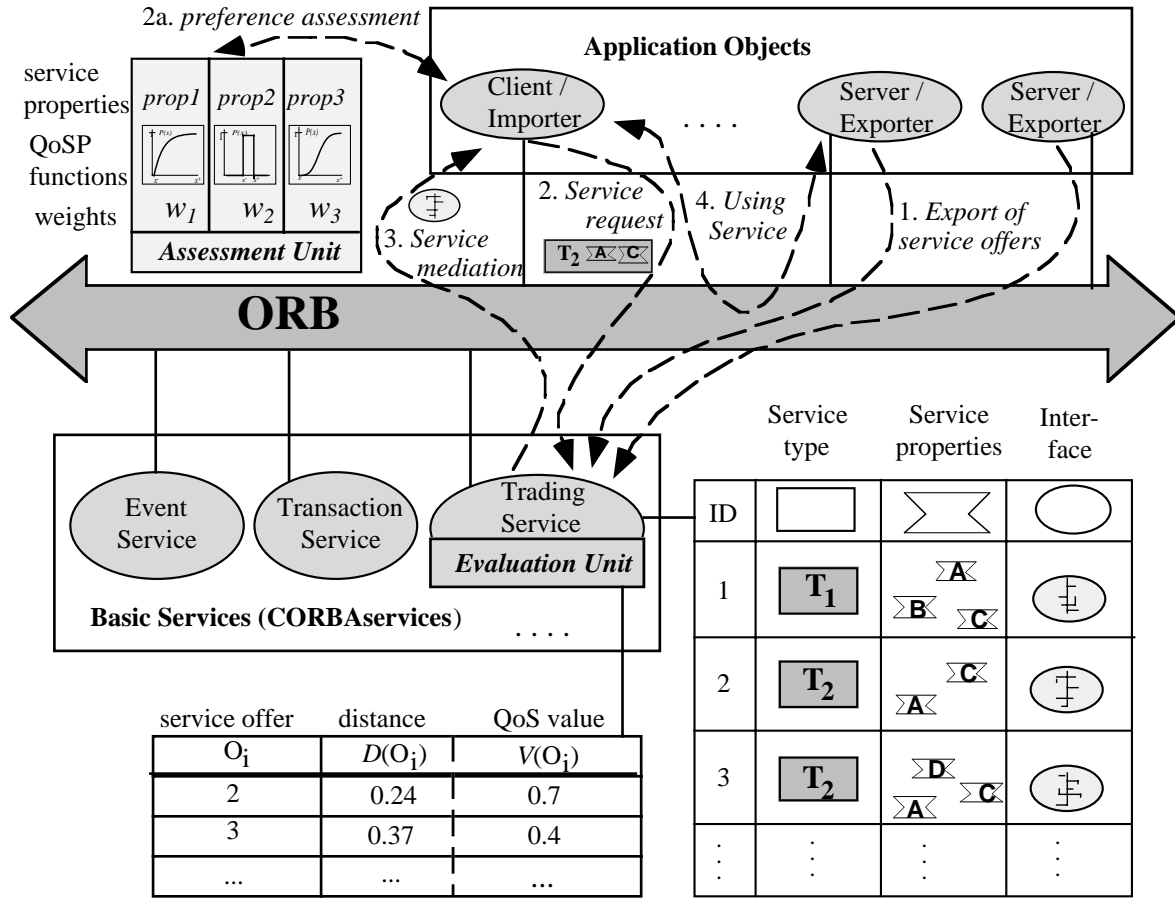 2a. preference assessment
Application Objects
service
properties
QoSP
functions
weights
prop1 prop2 prop3
P(x) P(x) P(x)
w1 w2 w3
Assessment Unit
Client /
Importer
. . . .
Server /
Exporter
Server /
Exporter
2. Service
request
T2 A C
3. Service
mediation
4. Using
Service
1. Export of
service offers
ORB
Event
Service
Transaction
Service
Trading
Service
Evaluation Unit
Basic Services (CORBAservices)
. . . .
Service
type
Service
properties
Inter-
face
ID
1 T1 A B C
2 T2 C A
3 T2 D C A
service offer distance QoS value
Oi D(Oi) V(Oi)
2 0.24 0.7
3 0.37 0.4
... ... ...